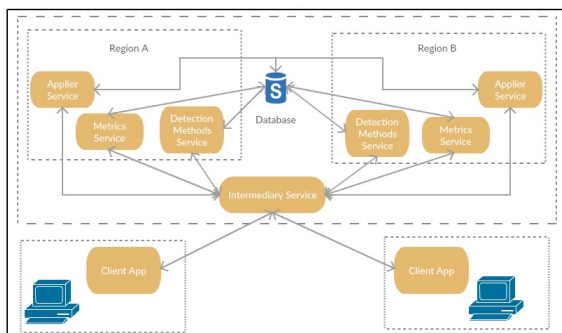 Region A
Region B
Applier
Service
Applier
Service
S
Database
Metrics
Service
Detection
Methods
Service
Detection
Methods
Service
Metrics
Service
Intermediary Service
Client App
Client App